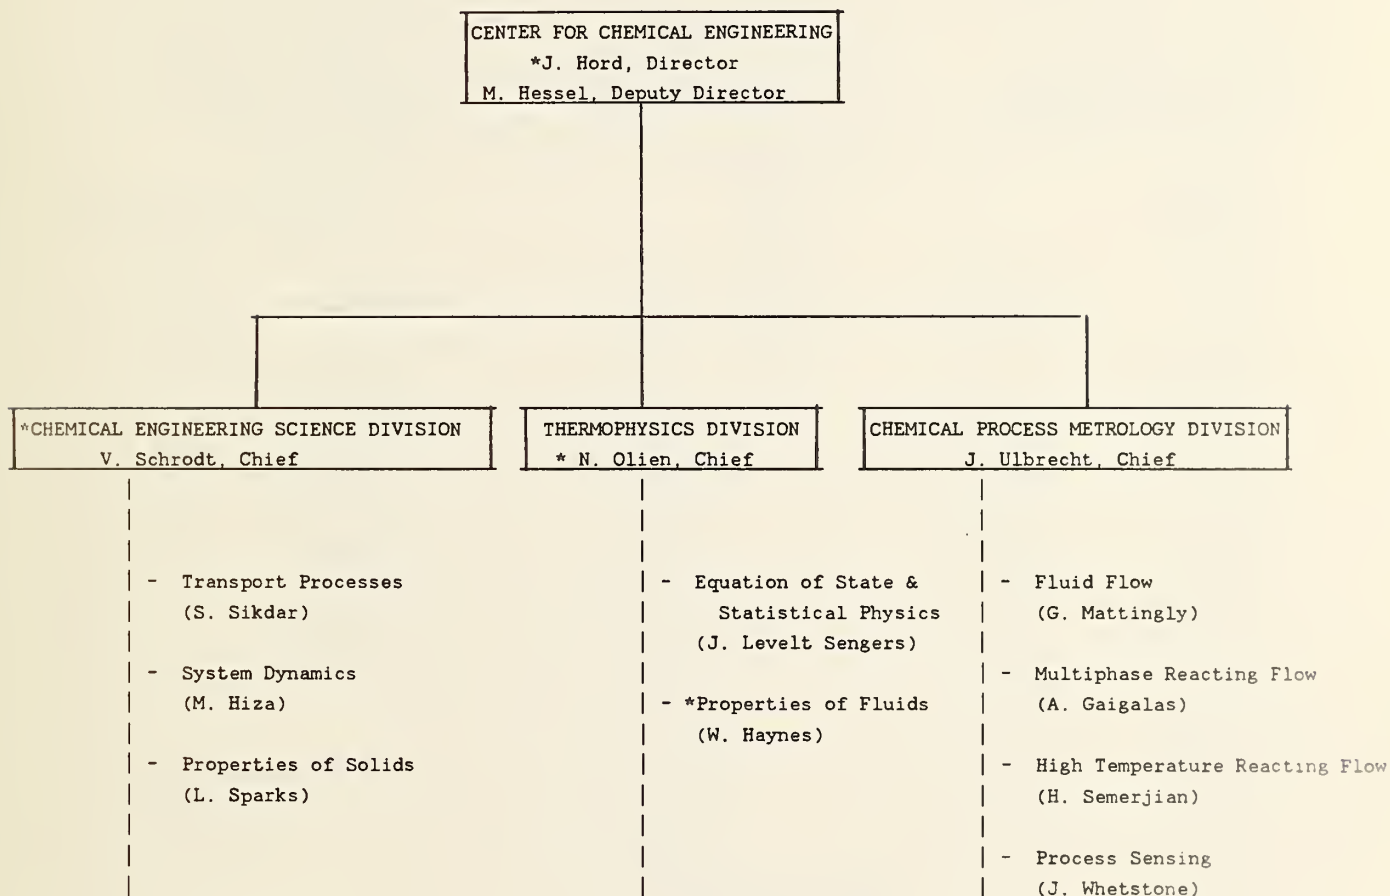 CENTER FOR CHEMICAL ENGINEERING
*J. Hord, Director
M. Hessel, Deputy Director
*CHEMICAL ENGINEERING SCIENCE DIVISION
V. Schrodt, Chief
THERMOPHYSICS DIVISION
* N. Olien, Chief
CHEMICAL PROCESS METROLOGY DIVISION
J. Ulbrecht, Chief
- Transport Processes
(S. Sikdar)
- System Dynamics
(M. Hiza)
- Properties of Solids
(L. Sparks)
- Equation of State &
Statistical Physics
(J. Levelt Sengers)
- *Properties of Fluids
(W. Haynes)
- Fluid Flow
(G. Mattingly)
- Multiphase Reacting Flow
(A. Gaigalas)
- High Temperature Reacting Flow
(H. Semerjian)
- Process Sensing
(J. Whetstone)